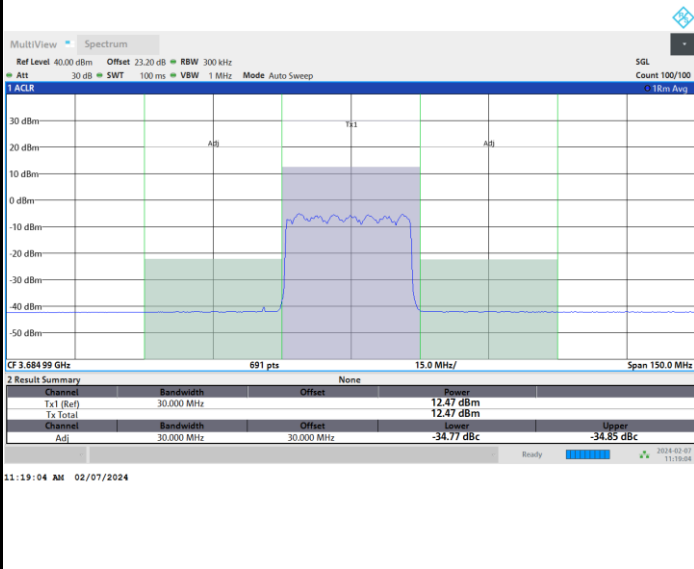 MultiView Spectrum
Ref Level 40.00 dBm Offset 23.20 dB RBW 300 kHz SGL
Att 30 dB SWT 100 ms VBW 1 MHz Mode Auto Sweep Count 100/100
1 ACLR 1Rm Avg
Tx1
Adj Adj
30 dBm
20 dBm
10 dBm
0 dBm
-10 dBm
-20 dBm
-30 dBm
-40 dBm
-50 dBm
CF 3.684 99 GHz 691 pts 15.0 MHz/ Span 150.0 MHz
2 Result Summary None
Channel Bandwidth Offset Power
Tx1 (Ref) 30.000 MHz 12.47 dBm
Tx Total 12.47 dBm
Channel Bandwidth Offset Lower Upper
Adj 30.000 MHz 30.000 MHz -34.77 dBc -34.85 dBc
Ready 2024-02-07
11:19:04
11:19:04 AM 02/07/2024